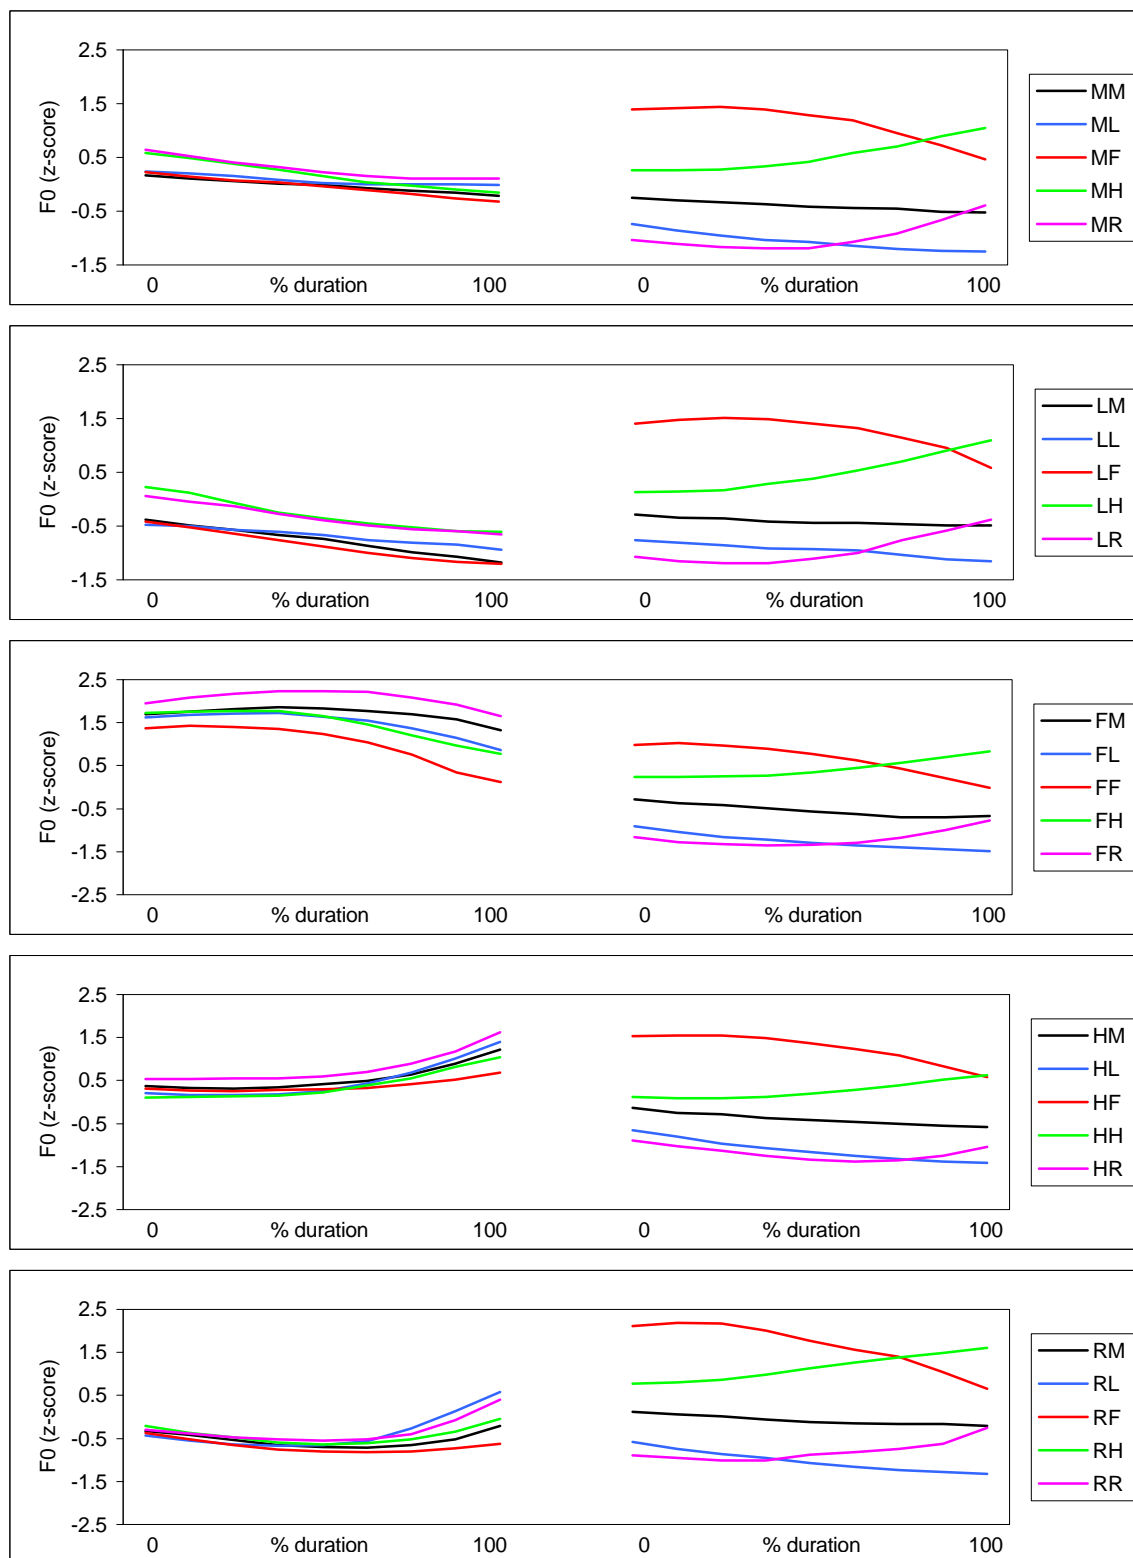 2.5
1.5
0.5
-0.5
-1.5
F0 (z-score)
0 % duration 100 0 % duration 100
MM
ML
MF
MH
MR
2.5
1.5
0.5
-0.5
-1.5
F0 (z-score)
0 % duration 100 0 % duration 100
LM
LL
LF
LH
LR
2.5
1.5
0.5
-0.5
-1.5
-2.5
F0 (z-score)
0 % duration 100 0 % duration 100
FM
FL
FF
FH
FR
2.5
1.5
0.5
-0.5
-1.5
-2.5
F0 (z-score)
0 % duration 100 0 % duration 100
HM
HL
HF
HH
HR
2.5
1.5
0.5
-0.5
-1.5
-2.5
F0 (z-score)
0 % duration 100 0 % duration 100
RM
RL
RF
RH
RR